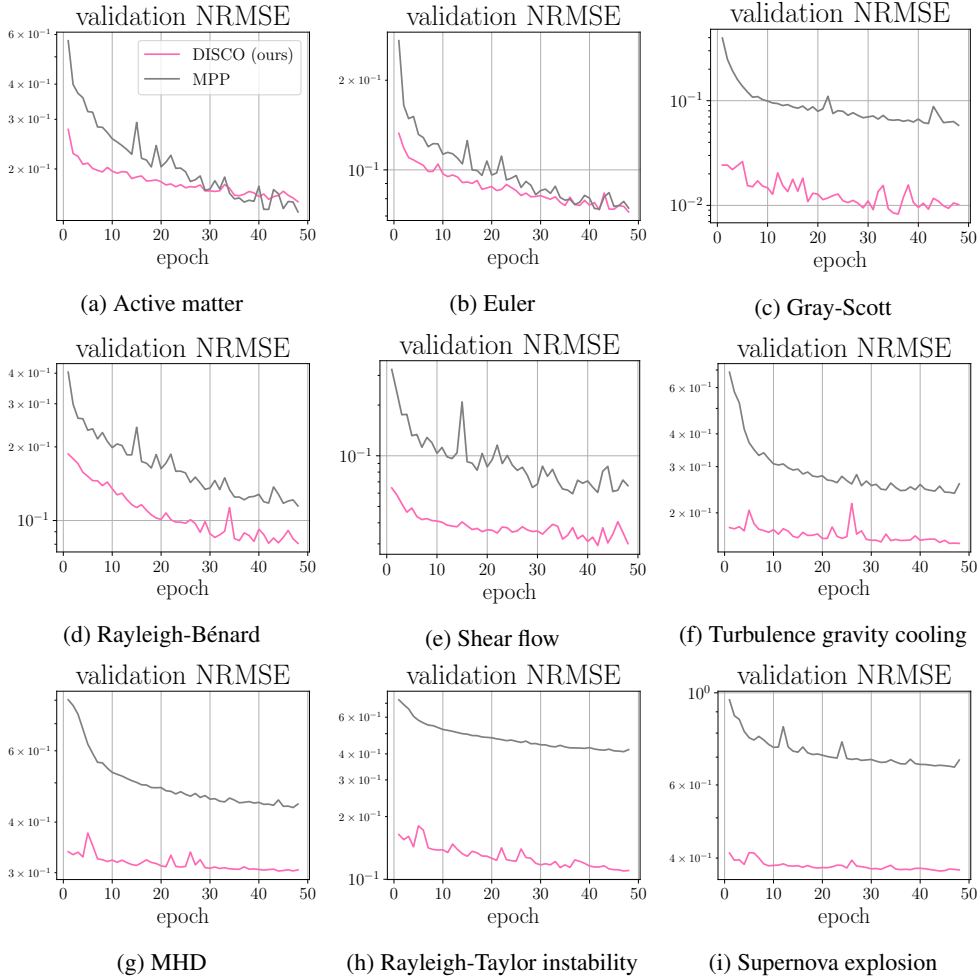 validation NRMSE
6 × 10⁻¹
4 × 10⁻¹
3 × 10⁻¹
2 × 10⁻¹
DISCO (ours)
MPP
0 10 20 30 40 50
epoch
(a) Active matter
validation NRMSE
2 × 10⁻¹
10⁻¹
0 10 20 30 40 50
epoch
(b) Euler
validation NRMSE
10⁻¹
10⁻²
0 10 20 30 40 50
epoch
(c) Gray-Scott
validation NRMSE
4 × 10⁻¹
3 × 10⁻¹
2 × 10⁻¹
10⁻¹
0 10 20 30 40 50
epoch
(d) Rayleigh-Bénard
validation NRMSE
10⁻¹
0 10 20 30 40 50
epoch
(e) Shear flow
validation NRMSE
6 × 10⁻¹
4 × 10⁻¹
3 × 10⁻¹
2 × 10⁻¹
0 10 20 30 40 50
epoch
(f) Turbulence gravity cooling
validation NRMSE
6 × 10⁻¹
4 × 10⁻¹
3 × 10⁻¹
0 10 20 30 40 50
epoch
(g) MHD
validation NRMSE
6 × 10⁻¹
4 × 10⁻¹
3 × 10⁻¹
2 × 10⁻¹
10⁻¹
0 10 20 30 40 50
epoch
(h) Rayleigh-Taylor instability
validation NRMSE
10⁰
6 × 10⁻¹
4 × 10⁻¹
0 10 20 30 40 50
epoch
(i) Supernova explosion